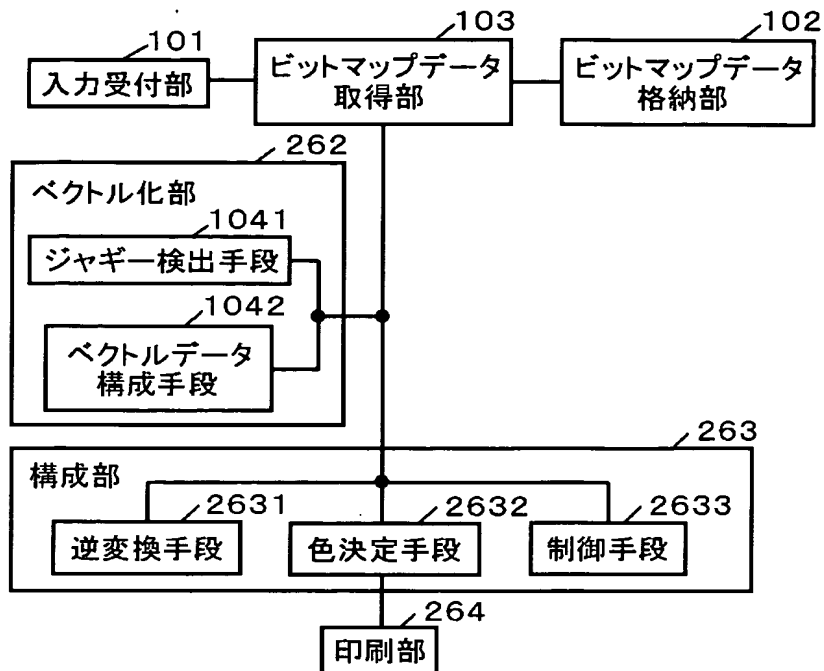 101
入力受付部
103
ビットマップデータ
取得部
102
ビットマップデータ
格納部
262
ベクトル化部
1041
ジャギー検出手段
1042
ベクトルデータ
構成手段
263
構成部
2631
逆変換手段
2632
色決定手段
2633
制御手段
264
印刷部